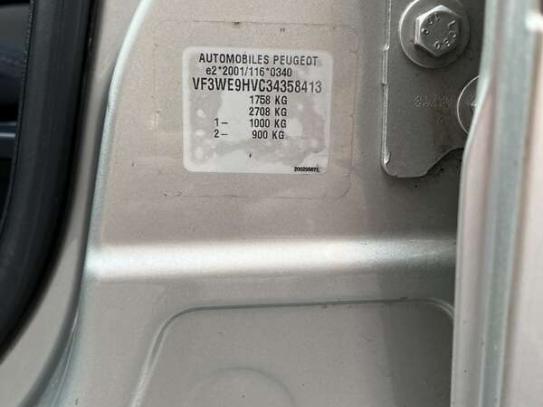 AUTOMOBILES PEUGEOT
e2*2001/116*0340
VF3WE9HVC34358413
1758 KG
2708 KG
1- 1000 KG
2- 900 KG